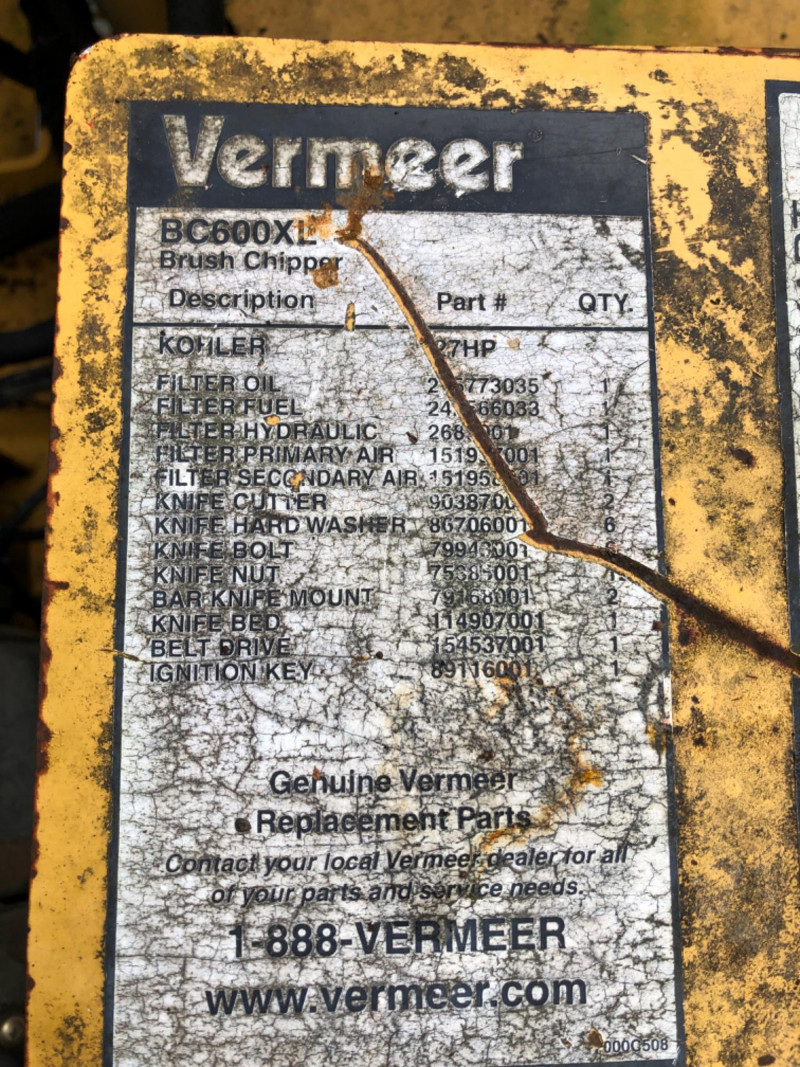 Vermeer
BC600XL
Brush Chipper
Description Part # QTY.
KOHLER 27HP
FILTER OIL 1
FILTER FUEL 1
FILTER HYDRAULIC 1
FILTER PRIMARY AIR 1
FILTER SECONDARY AIR 1
KNIFE CUTTER 2
KNIFE HARD WASHER 86706001 6
KNIFE BOLT
KNIFE NUT
BAR KNIFE MOUNT 79168001 2
KNIFE BED 114907001 1
BELT DRIVE 154537001 1
IGNITION KEY 89116001 1
Genuine Vermeer
Replacement Parts
Contact your local Vermeer dealer for all
of your parts and service needs.
1-888-VERMEER
www.vermeer.com